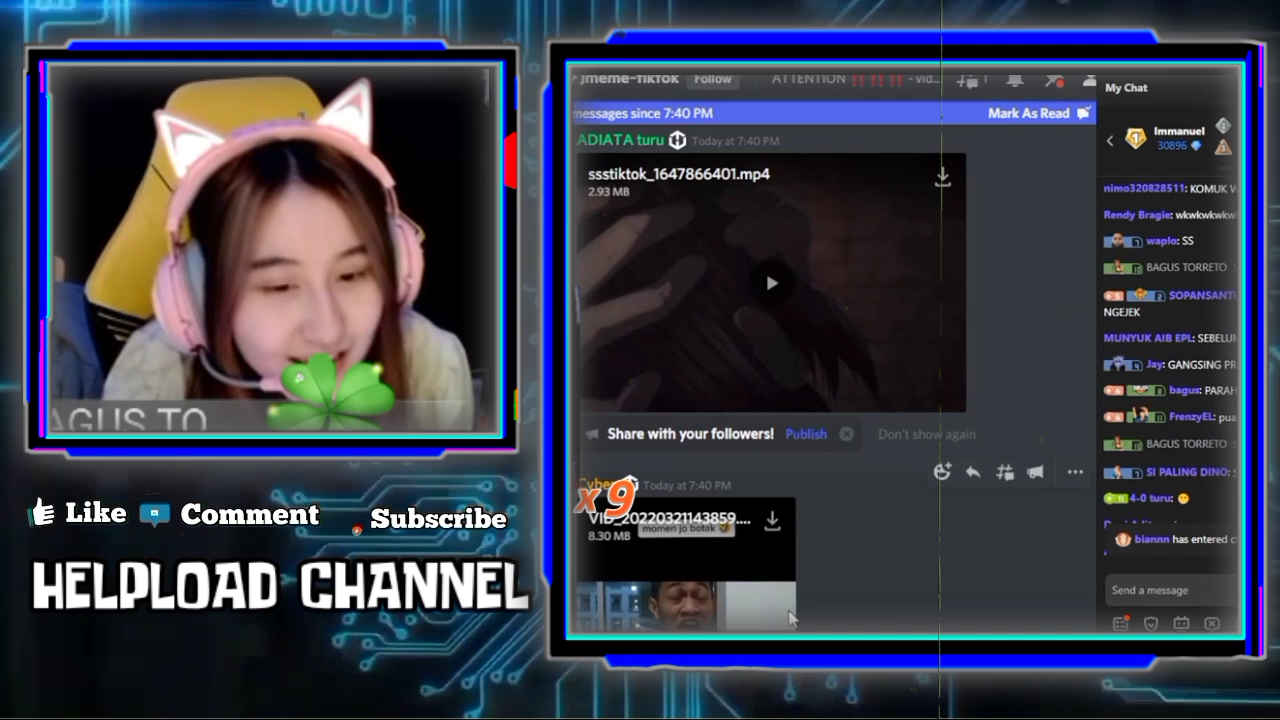 jmeme-tiktok Follow ATTENTION !! !! !! - vid...
messages since 7:40 PM Mark As Read
ADIATA turu Today at 7:40 PM
ssstiktok_1647866401.mp4
2.93 MB
Share with your followers! Publish Don't show again
Cyber Today at 7:40 PM
x9
VID_20220321143859....
momen jo botak
8.30 MB
My Chat
1 Immanuel
30896
nimo320828511: KOMUK W
Rendy Bragie: wkwkwkwkw
waplo: SS
BAGUS TORRETO
SOPANSANTU
NGEJEK
MUNYUK AIB EPL: SEBELU
Jay: GANGSING PR
bagus: PARAH
FrenzyEL: pua
BAGUS TORRETO
SI PALING DINO:
4-0 turu:
biannn has entered c
Send a message
AGUS TO
Like Comment Subscribe
HELPLOAD CHANNEL